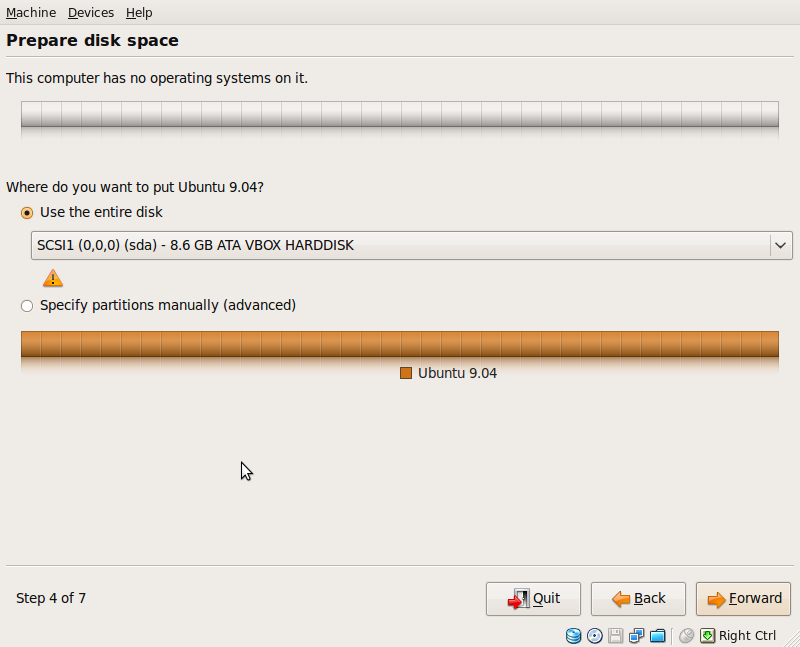 Machine Devices Help
Prepare disk space
This computer has no operating systems on it.
Where do you want to put Ubuntu 9.04?
Use the entire disk
SCSI1 (0,0,0) (sda) - 8.6 GB ATA VBOX HARDDISK
Specify partitions manually (advanced)
Ubuntu 9.04
Step 4 of 7 Quit Back Forward
Right Ctrl